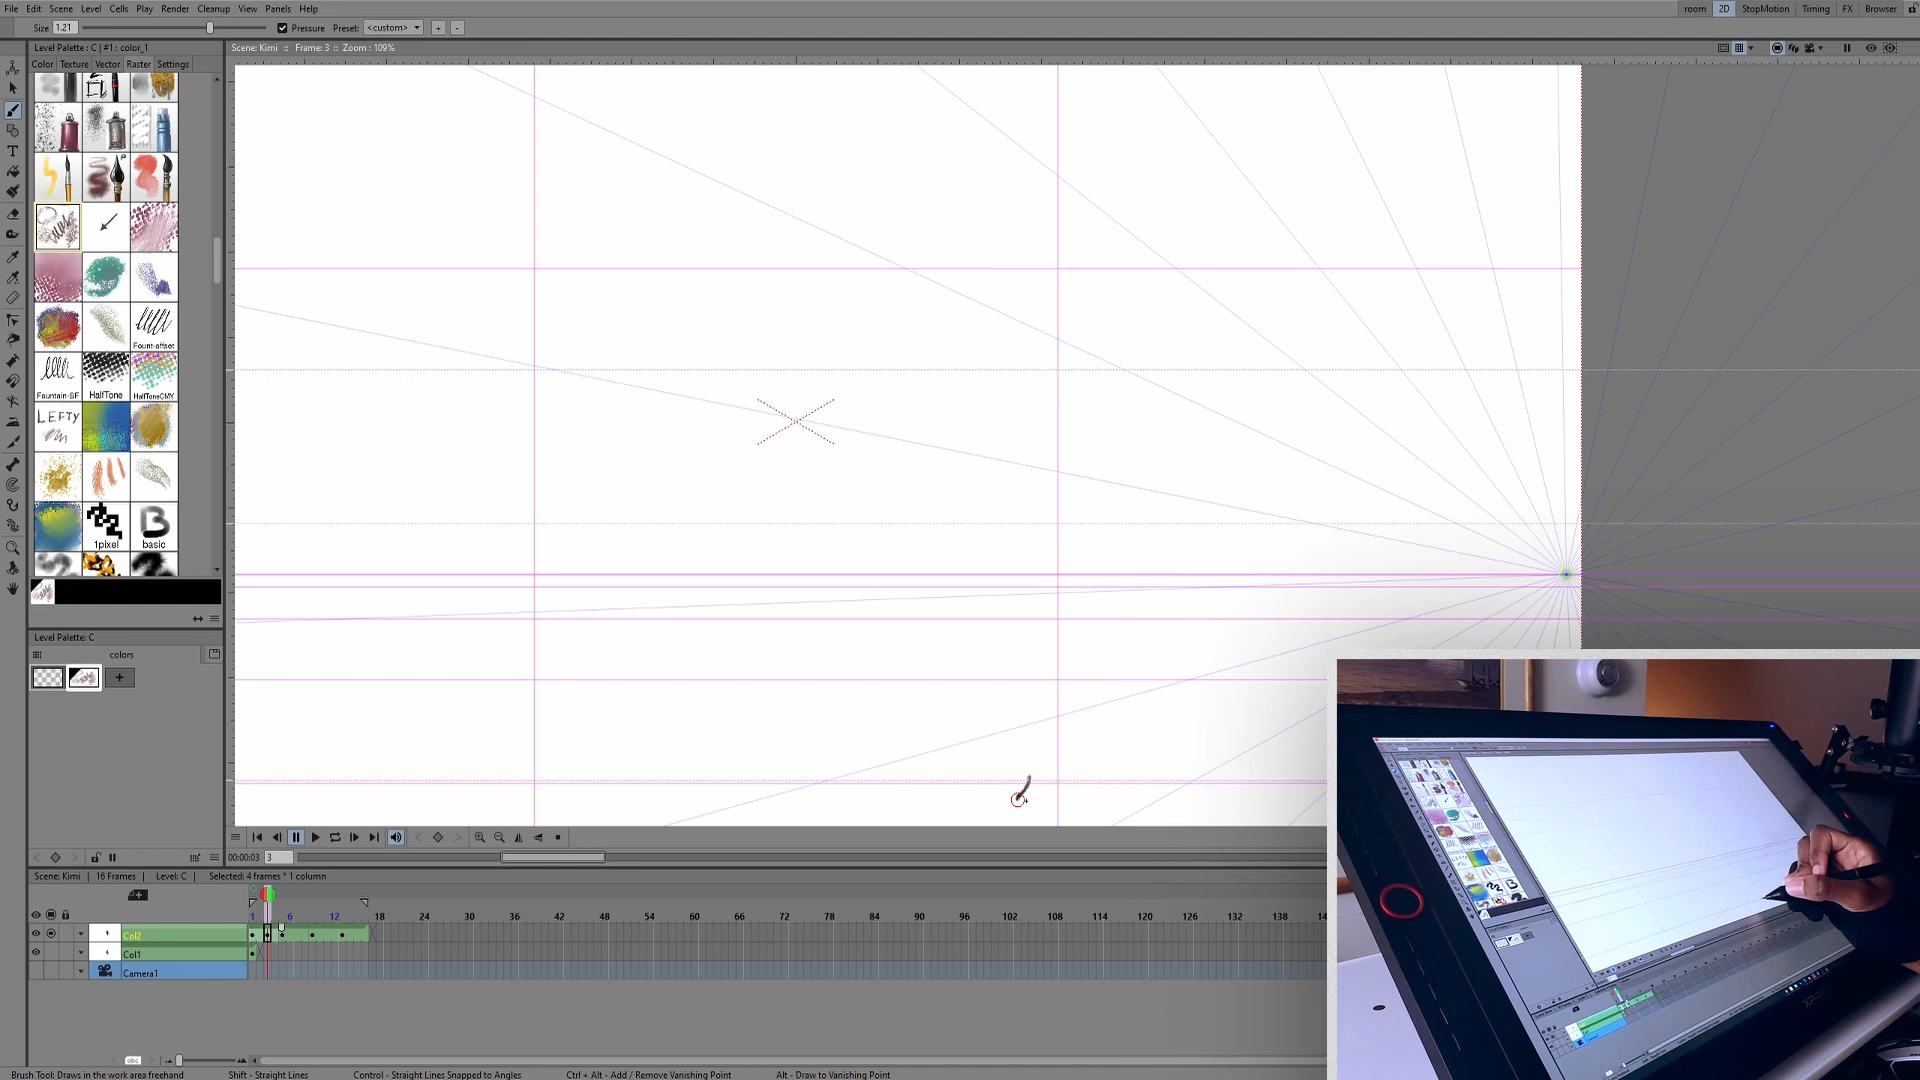 File Edit Scene Level Cells Play Render Cleanup View Panels Help
room 2D StopMotion Timing FX Browser
Size 1.21 Pressure Preset: <custom> + -
Level Palette : C | #1 : color_1
Scene: Kimi :: Frame: 3 :: Zoom : 109%
Color Texture Vector Raster Settings
Fount-offset
Fountain-SF HalfTone HalfToneCMY
LEFTY
1pixel B basic
Level Palette: C
colors
+
00:00:03 3
Scene: Kimi | 16 Frames | Level: C | Selected: 4 frames * 1 column
1 6 12 18 24 30 36 42 48 54 60 66 72 78 84 90 96 102 108 114 120 126 132 14
Col2
Col1
Camera1
abc
Brush Tool: Draws in the work area freehand Shift - Straight Lines Control - Straight Lines Snapped to Angles Ctrl + Alt - Add / Remove Vanishing Point Alt - Draw to Vanishing Point